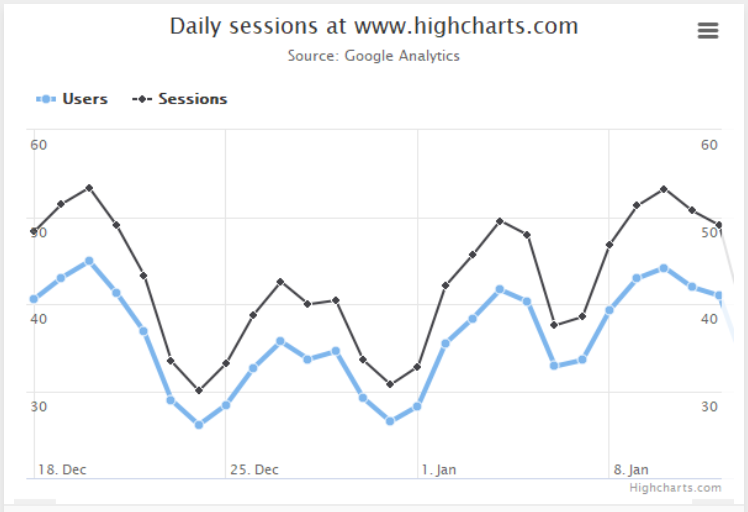 Daily sessions at www.highcharts.com
Source: Google Analytics
Users Sessions
60 60
50 50
40 40
30 30
18. Dec 25. Dec 1. Jan 8. Jan
Highcharts.com